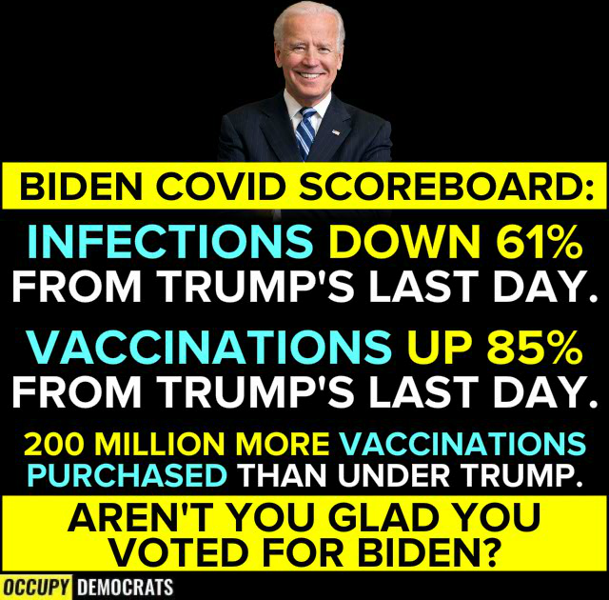 BIDEN COVID SCOREBOARD:
INFECTIONS DOWN 61%
FROM TRUMP'S LAST DAY.
VACCINATIONS UP 85%
FROM TRUMP'S LAST DAY.
200 MILLION MORE VACCINATIONS
PURCHASED THAN UNDER TRUMP.
AREN'T YOU GLAD YOU
VOTED FOR BIDEN?
OCCUPY DEMOCRATS